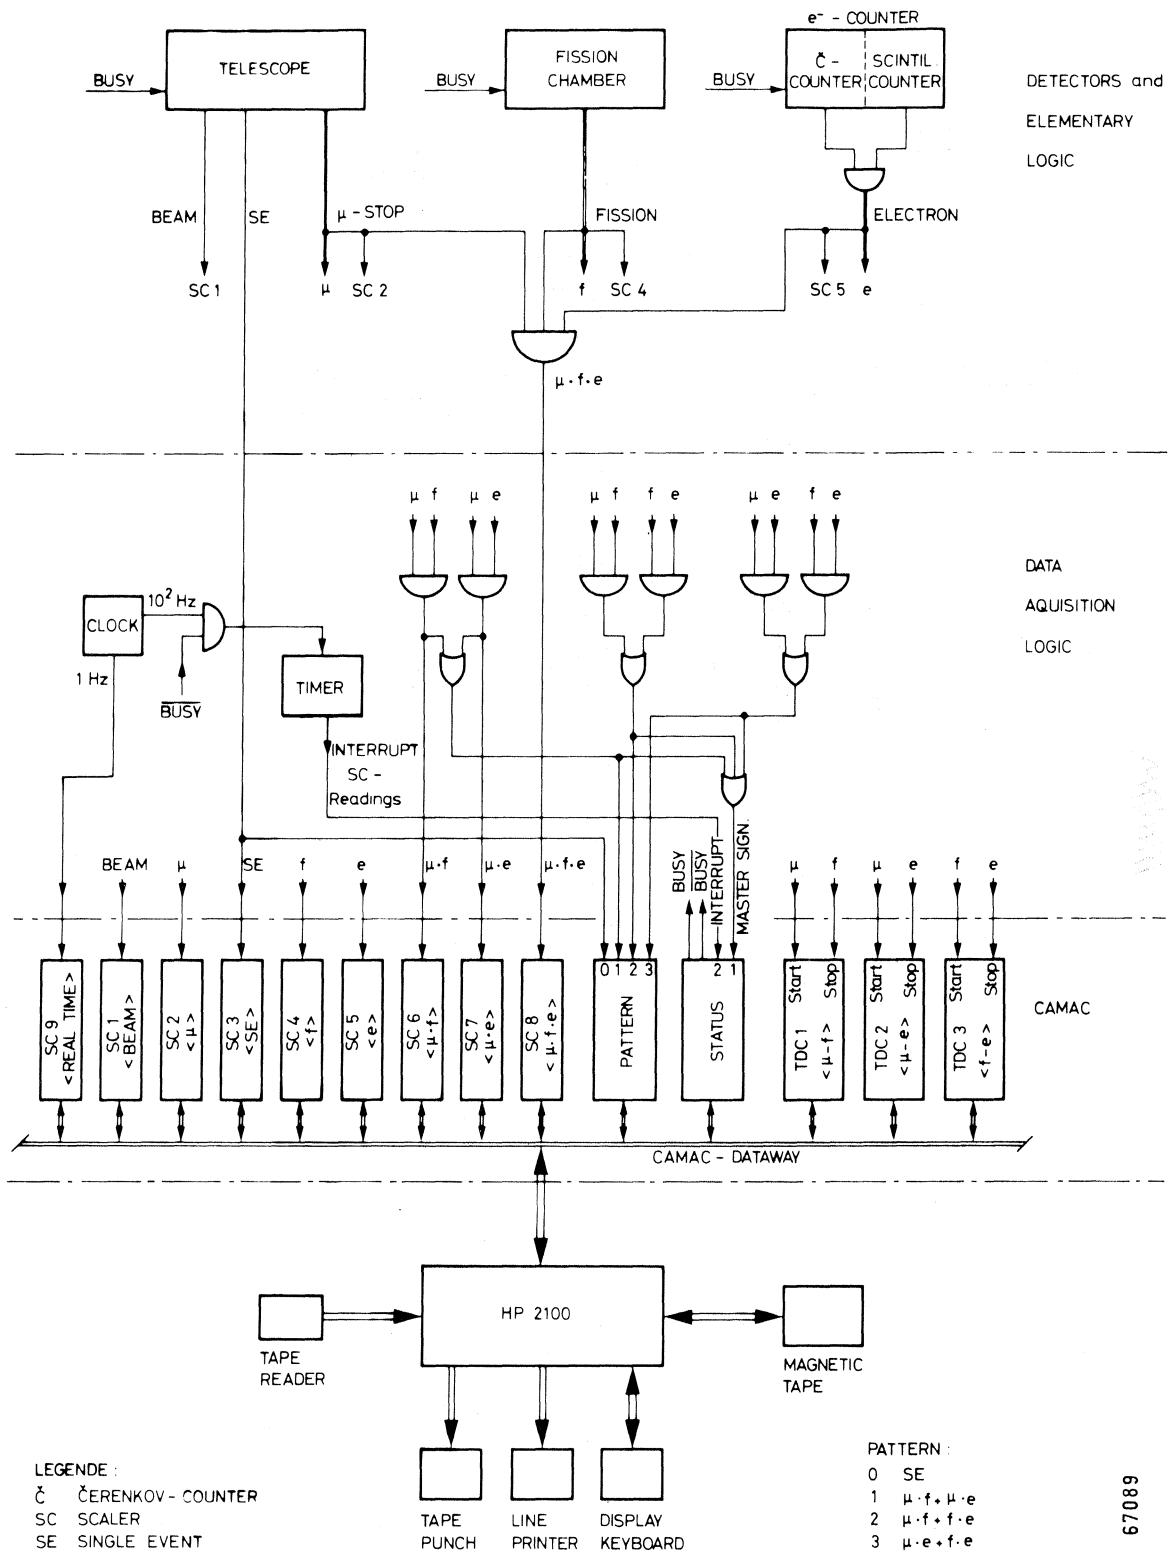 e⁻ - COUNTER
TELESCOPE
FISSION
CHAMBER
Č -
COUNTER
SCINTIL.
COUNTER
BUSY
BUSY
BUSY
DETECTORS and
ELEMENTARY
LOGIC
BEAM
SE
μ - STOP
FISSION
ELECTRON
SC 1
μ
SC 2
f
SC 4
SC 5
e
μ · f · e
μ f
μ e
μ f
f e
μ e
f e
DATA
AQUISITION
LOGIC
CLOCK
10² Hz
1 Hz
BUSY
TIMER
INTERRUPT
SC -
Readings
BEAM
μ
SE
f
e
μ · f
μ · e
μ · f · e
BUSY
BUSY
INTERRUPT
MASTER SIGN.
μ
f
μ
e
f
e
SC 9
<REAL TIME>
SC 1
<BEAM>
SC 2
<μ>
SC 3
<SE>
SC 4
<f>
SC 5
<e>
SC 6
<μ·f>
SC 7
<μ·e>
SC 8
<μ·f·e>
0 1 2 3
PATTERN
2 1
STATUS
Start Stop
TDC 1
<μ-f>
Start Stop
TDC 2
<μ-e>
Start Stop
TDC 3
<f-e>
CAMAC
CAMAC - DATAWAY
HP 2100
TAPE
READER
MAGNETIC
TAPE
TAPE
PUNCH
LINE
PRINTER
DISPLAY
KEYBOARD
LEGENDE :
Č ČERENKOV - COUNTER
SC SCALER
SE SINGLE EVENT
PATTERN :
0 SE
1 μ·f + μ·e
2 μ·f + f·e
3 μ·e + f·e
67089